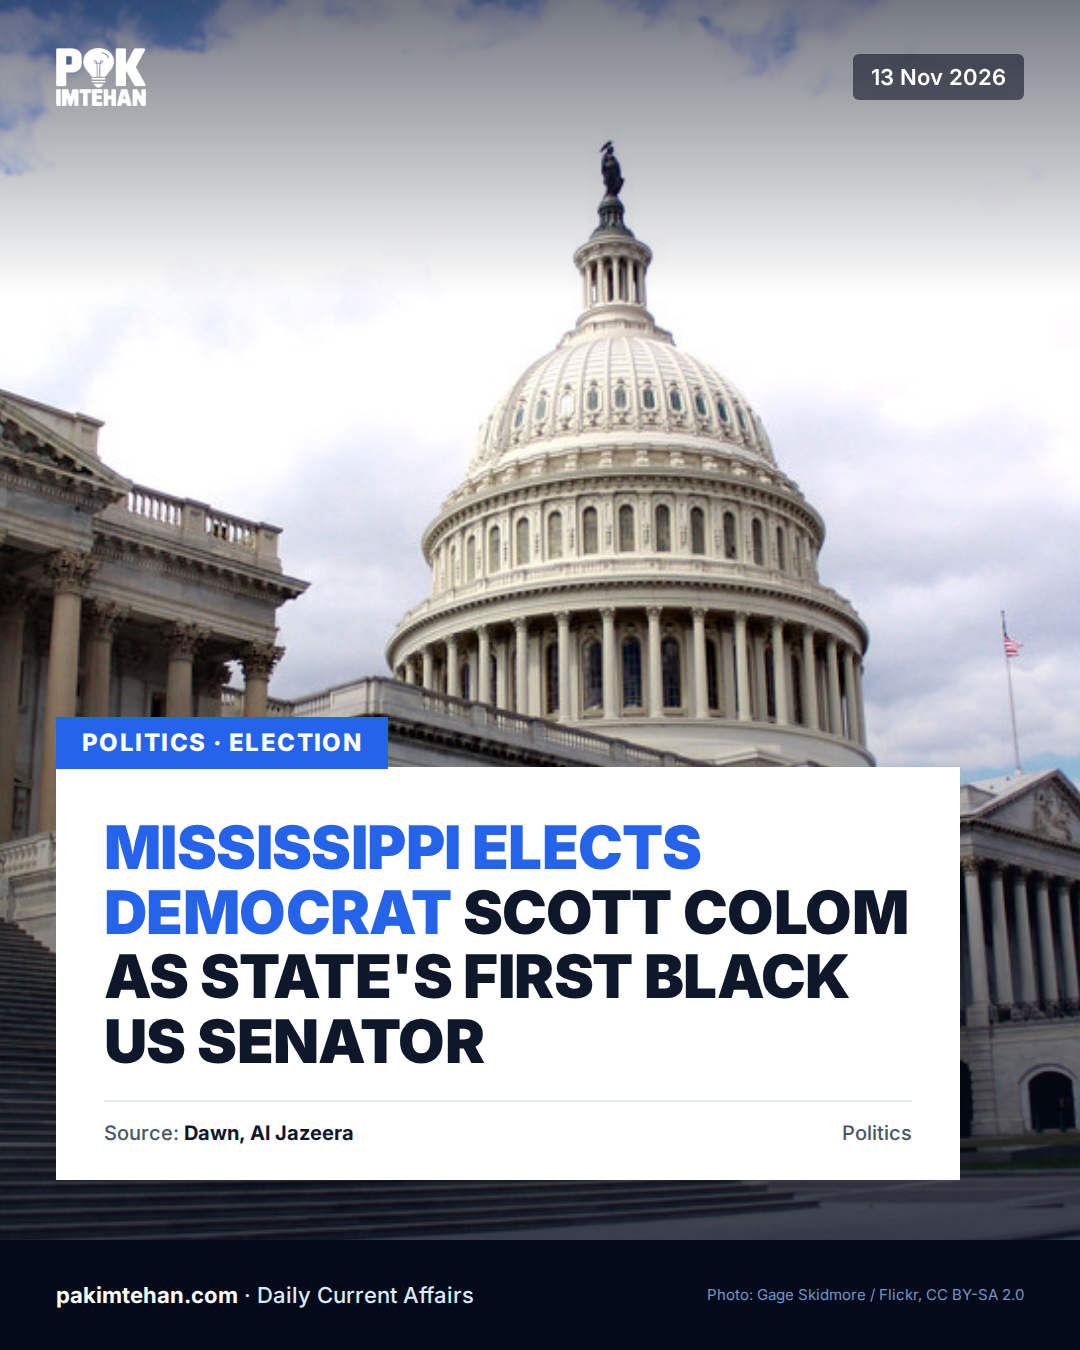 POK
IMTEHAN
13 Nov 2026
POLITICS · ELECTION
MISSISSIPPI ELECTS
DEMOCRAT SCOTT COLOM
AS STATE'S FIRST BLACK
US SENATOR
Source: Dawn, Al Jazeera
Politics
pakimtehan.com · Daily Current Affairs
Photo: Gage Skidmore / Flickr, CC BY-SA 2.0